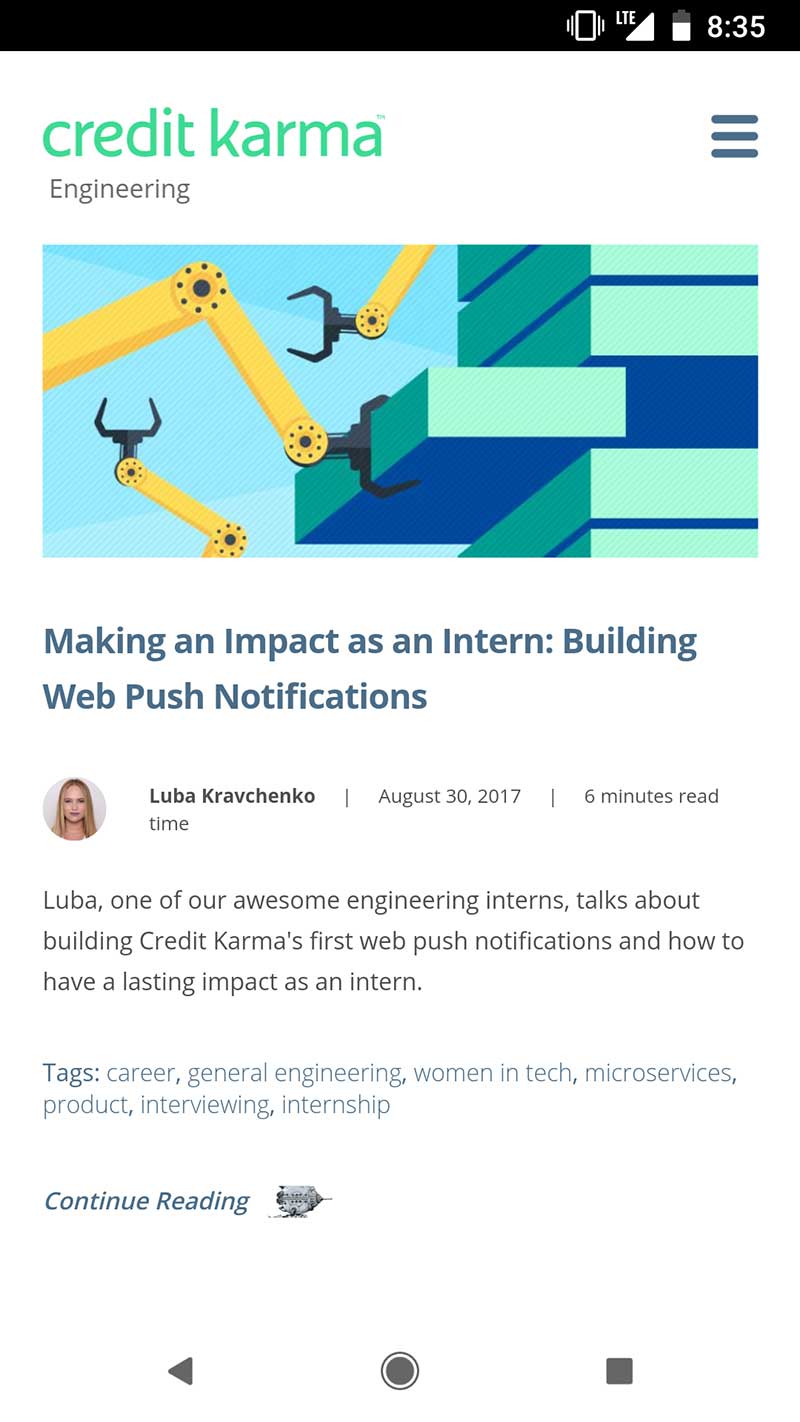 LTE 8:35
credit karma™
Engineering
Making an Impact as an Intern: Building
Web Push Notifications
Luba Kravchenko | August 30, 2017 | 6 minutes read
time
Luba, one of our awesome engineering interns, talks about
building Credit Karma's first web push notifications and how to
have a lasting impact as an intern.
Tags: career, general engineering, women in tech, microservices,
product, interviewing, internship
Continue Reading